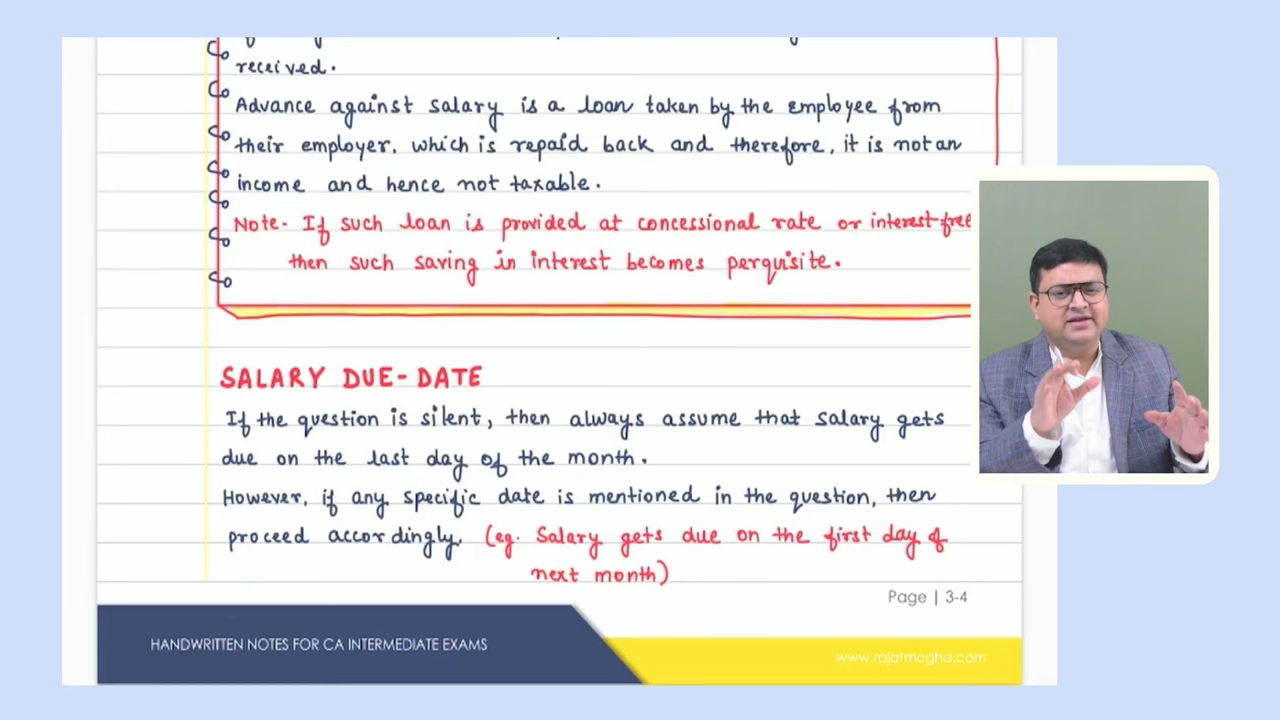 received.
Advance against salary is a loan taken by the employee from
their employer, which is repaid back and therefore, it is not an
income and hence not taxable.
Note- If such loan is provided at concessional rate or interest-free
then such saving in interest becomes perquisite.
SALARY DUE-DATE
If the question is silent, then always assume that salary gets
due on the last day of the month.
However, if any specific date is mentioned in the question, then
proceed accordingly. (eg. Salary gets due on the first day of
next month)
Page | 3-4
HANDWRITTEN NOTES FOR CA INTERMEDIATE EXAMS
www.rajatmogha.com